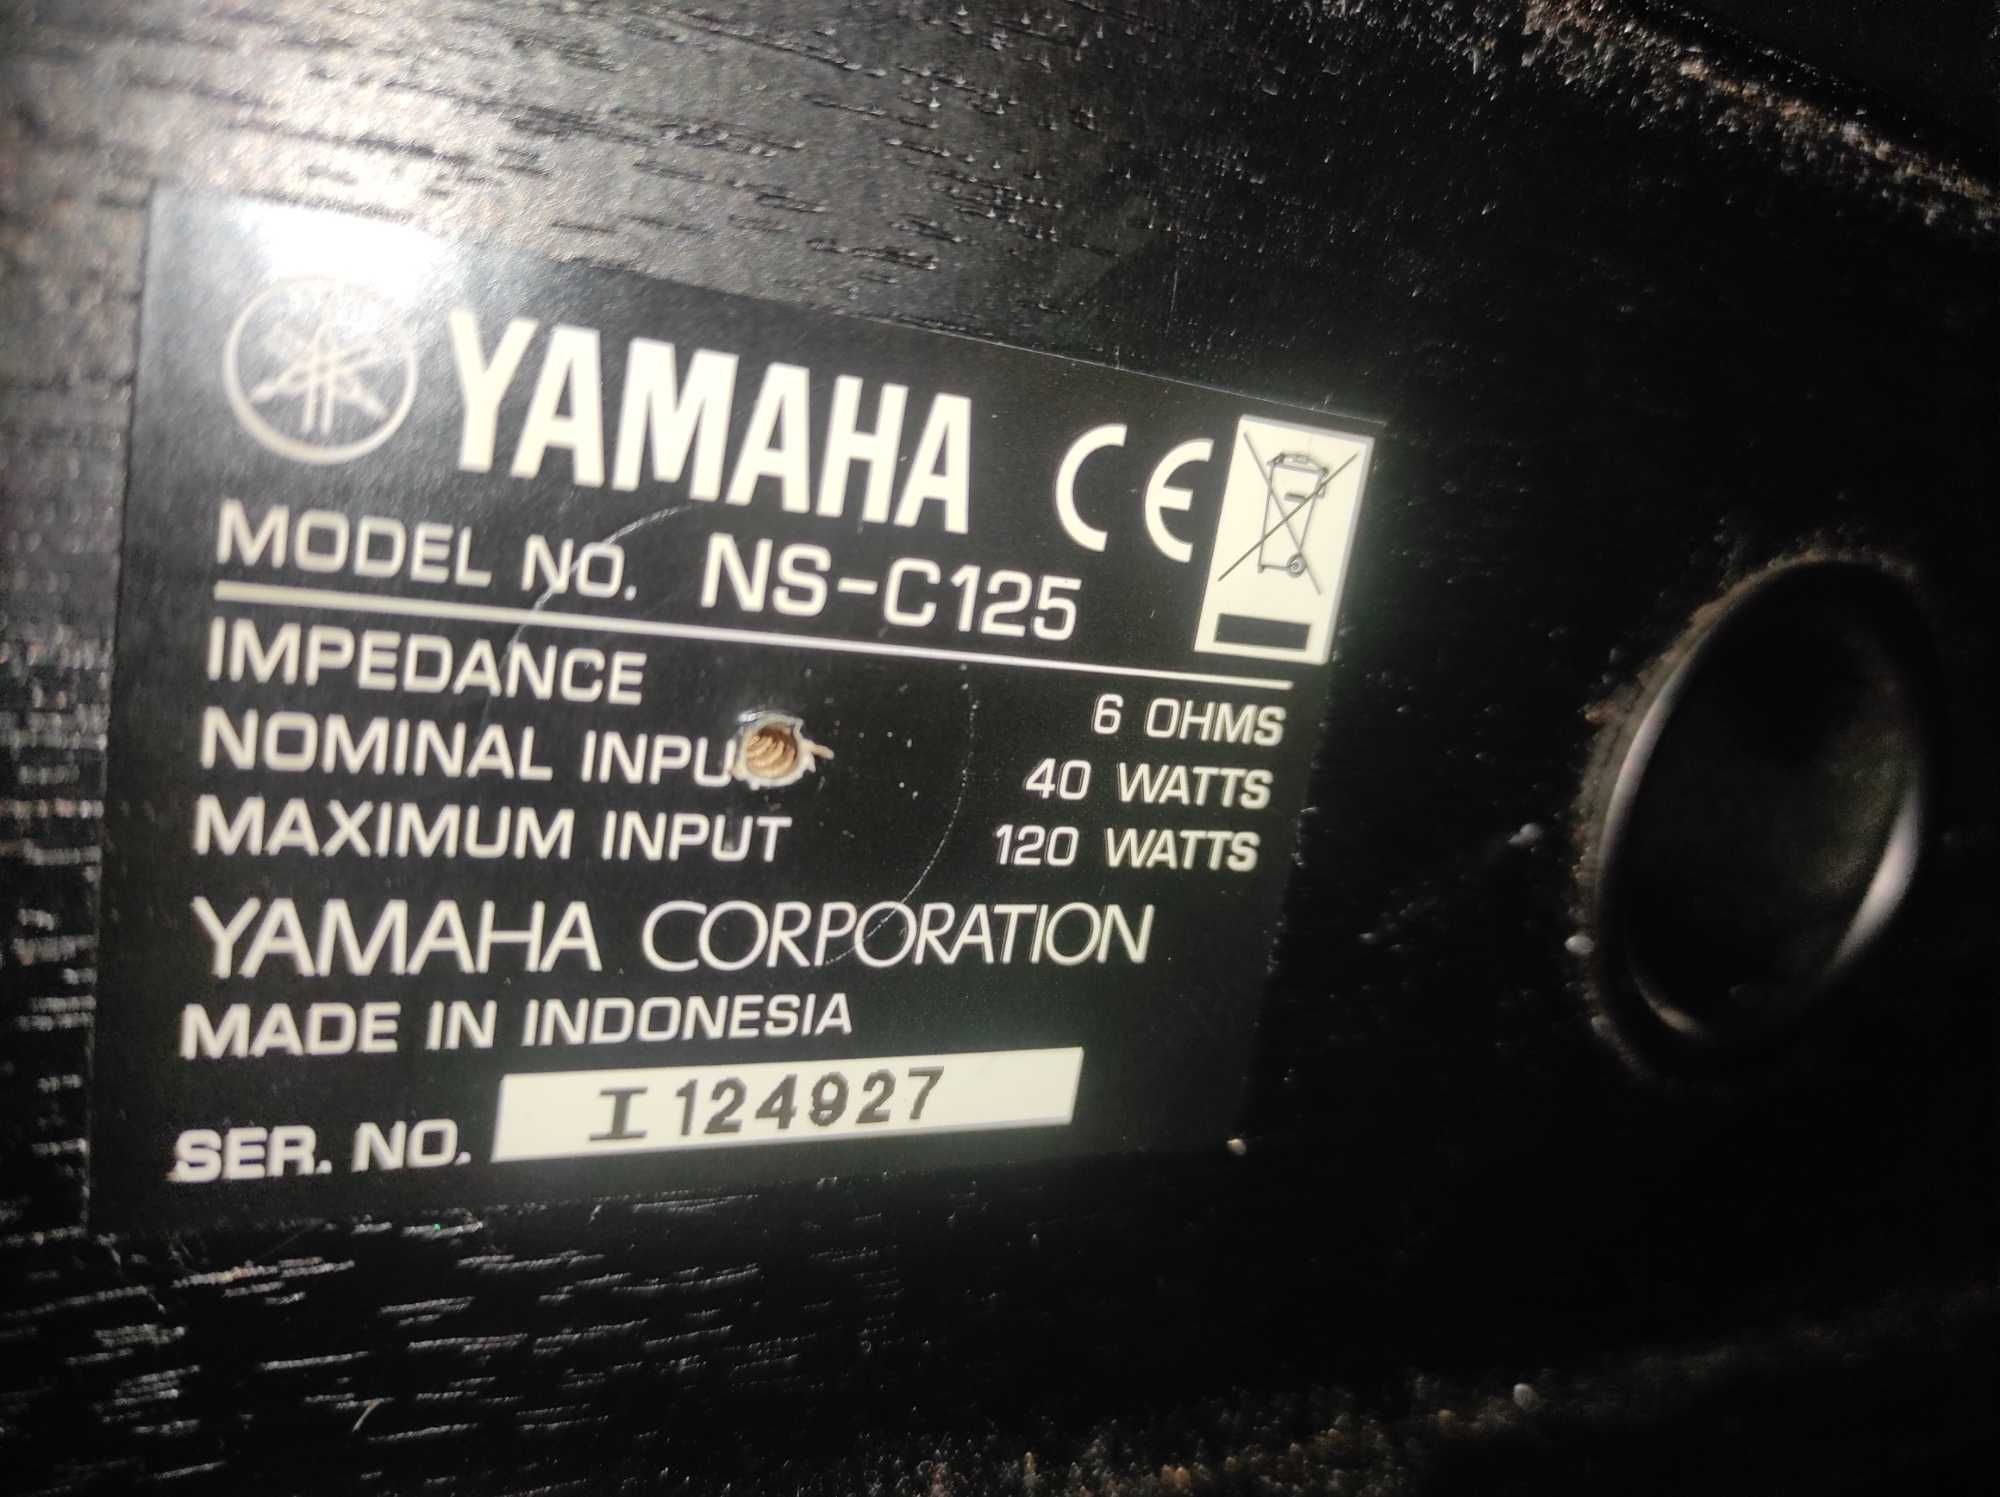 YAMAHA CE
MODEL NO. NS-C125
IMPEDANCE 6 OHMS
NOMINAL INPU 40 WATTS
MAXIMUM INPUT 120 WATTS
YAMAHA CORPORATION
MADE IN INDONESIA
SER. NO. I124927